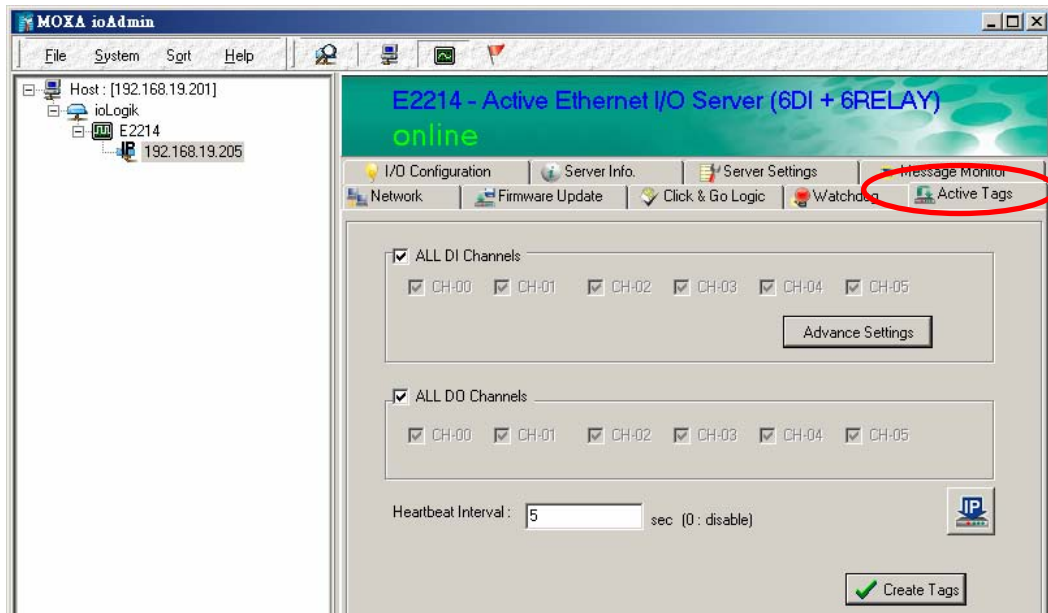 MOXA ioAdmin
File System Sort Help
Host : [192.168.19.201]
ioLogik
E2214
192.168.19.205
E2214 - Active Ethernet I/O Server (6DI + 6RELAY)
online
I/O Configuration Server Info. Server Settings Message Monitor
Network Firmware Update Click & Go Logic Watchdog Active Tags
ALL DI Channels
CH-00 CH-01 CH-02 CH-03 CH-04 CH-05
Advance Settings
ALL DO Channels
CH-00 CH-01 CH-02 CH-03 CH-04 CH-05
Heartbeat Interval : 5 sec (0 : disable)
IP
Create Tags